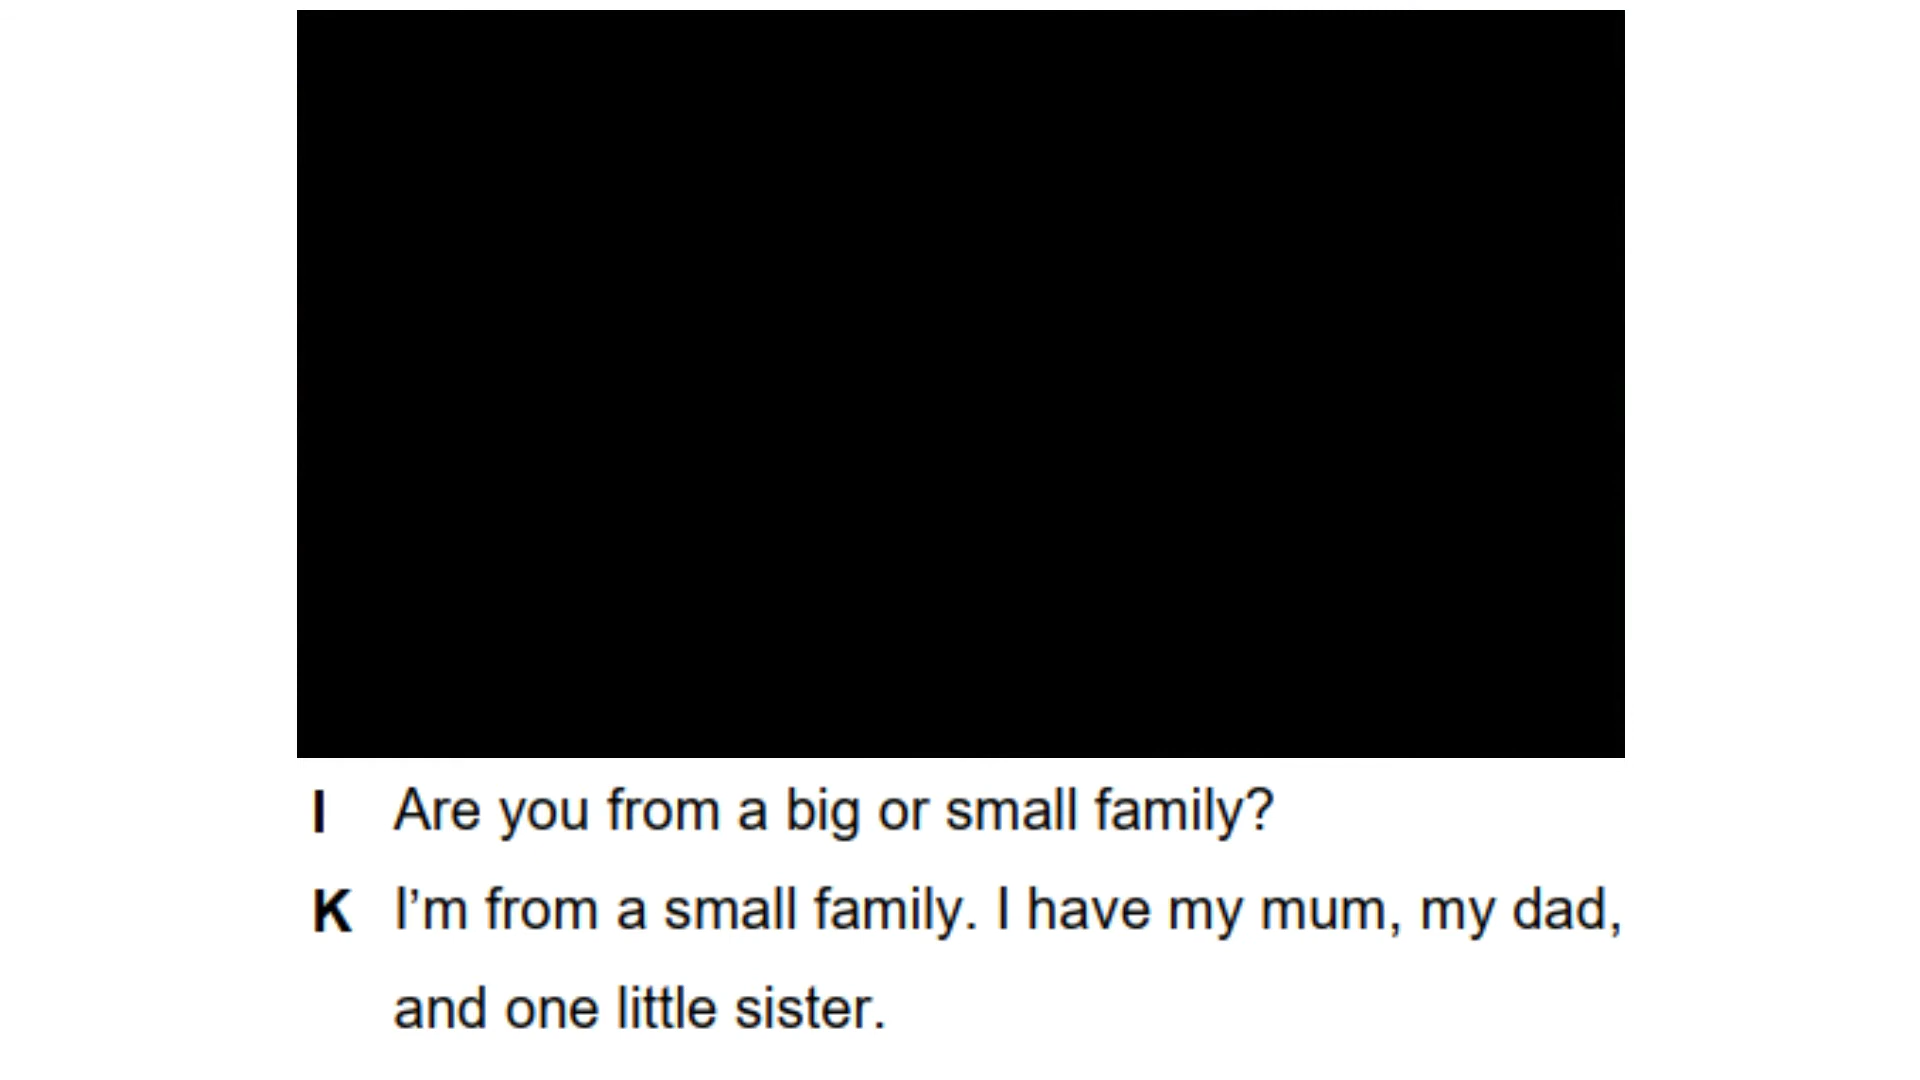 I Are you from a big or small family?
K I’m from a small family. I have my mum, my dad,
and one little sister.